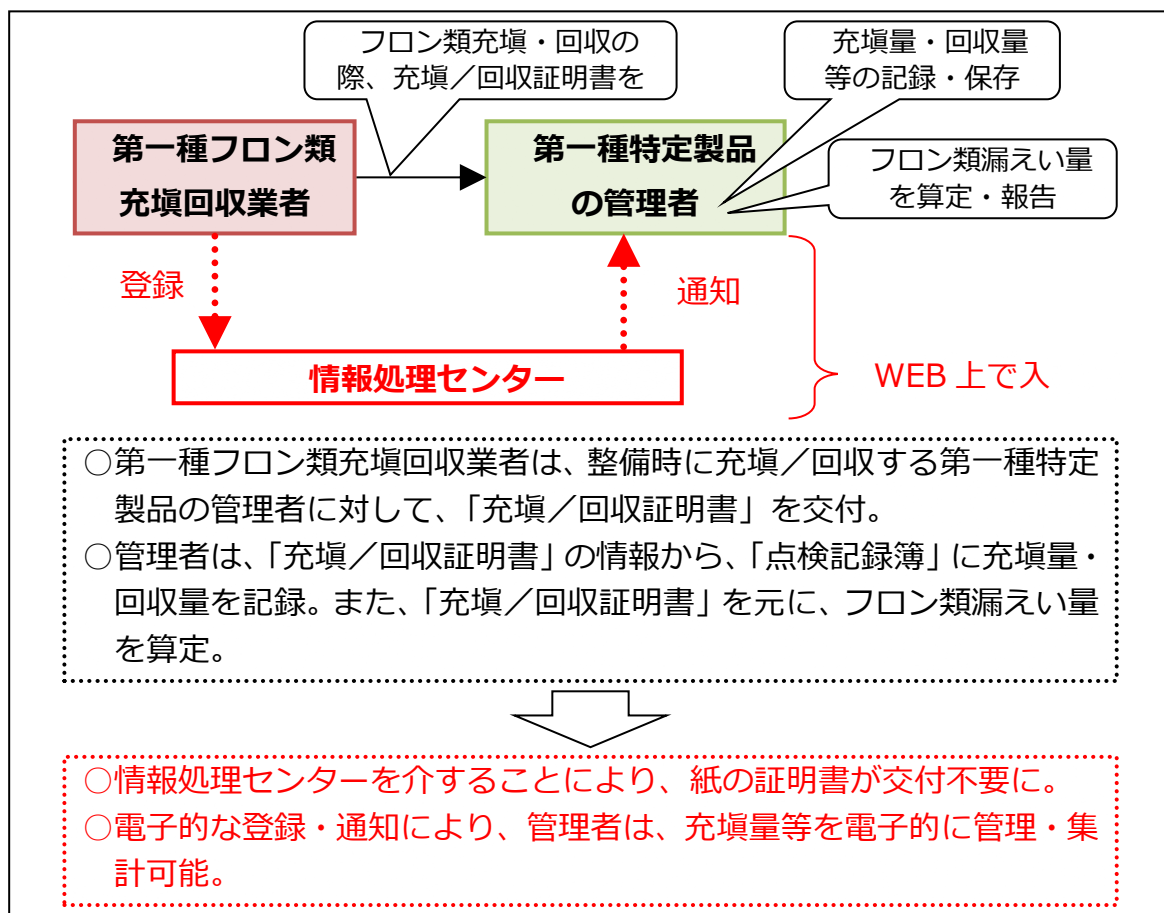 フロン類充塡・回収の
際、充塡／回収証明書を
充塡量・回収量
等の記録・保存
第一種フロン類
充塡回収業者
第一種特定製品
の管理者
フロン類漏えい量
を算定・報告
登録
通知
情報処理センター
WEB 上で入
○第一種フロン類充塡回収業者は、整備時に充塡／回収する第一種特定
製品の管理者に対して、「充塡／回収証明書」を交付。
○管理者は、「充塡／回収証明書」の情報から、「点検記録簿」に充塡量・
回収量を記録。また、「充塡／回収証明書」を元に、フロン類漏えい量
を算定。
○情報処理センターを介することにより、紙の証明書が交付不要に。
○電子的な登録・通知により、管理者は、充塡量等を電子的に管理・集
計可能。